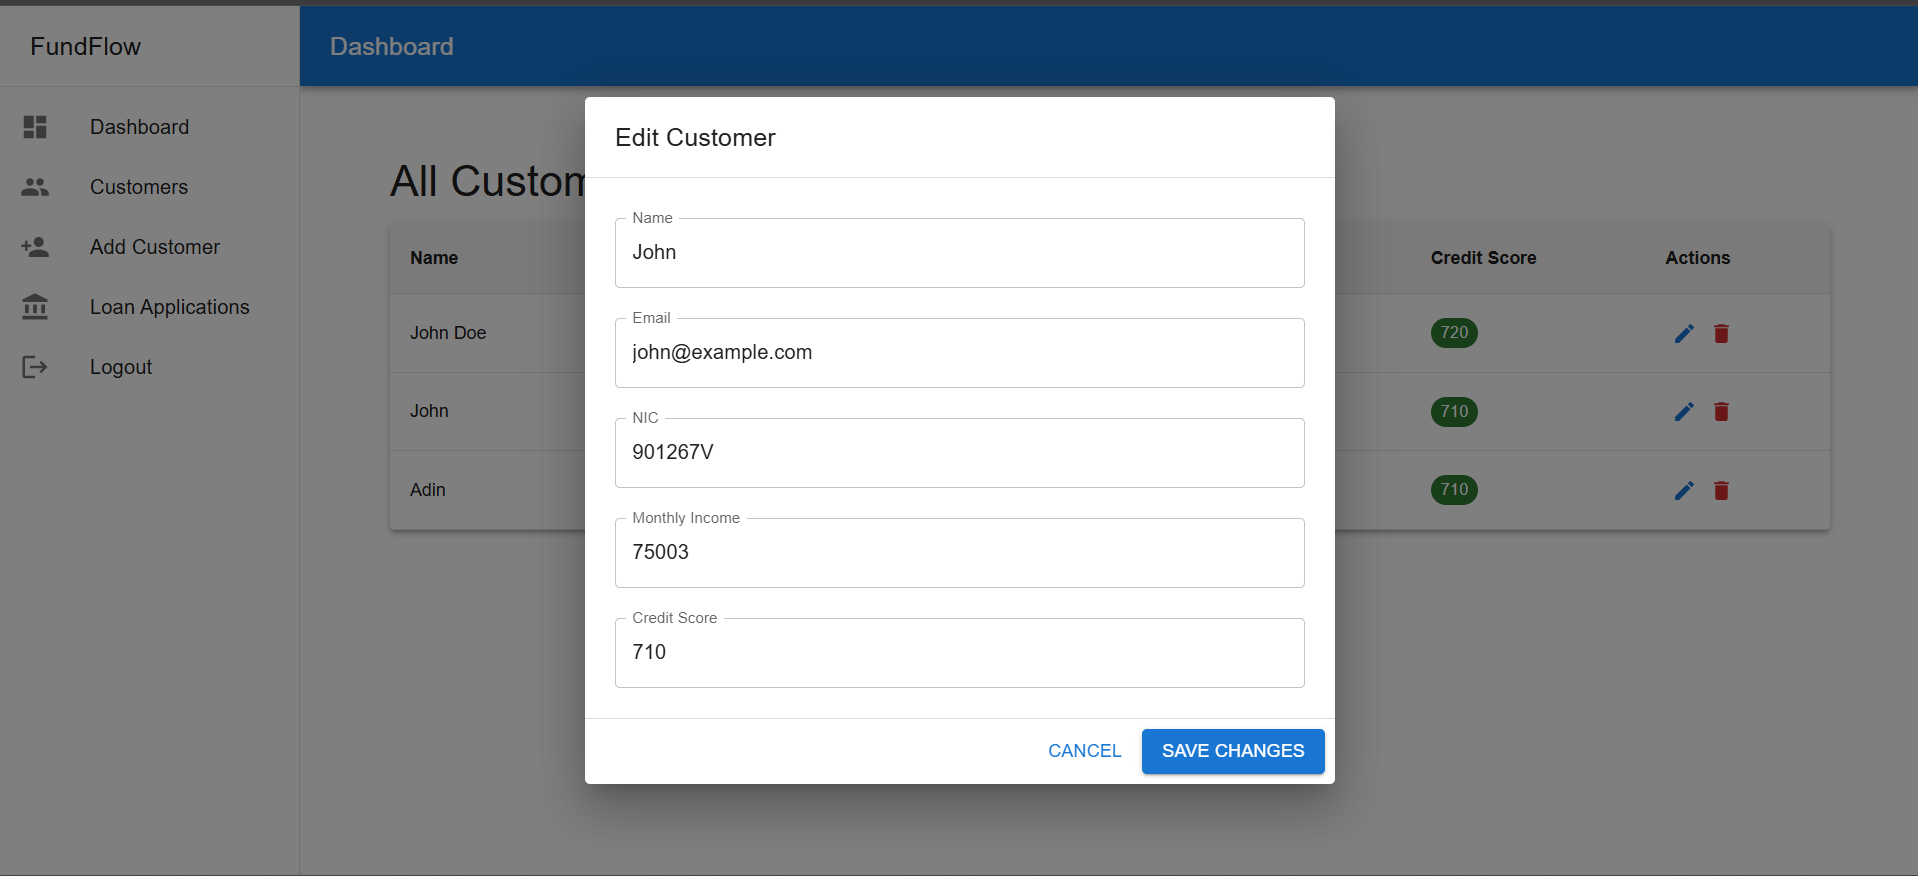 FundFlow
Dashboard
Dashboard
Customers
Add Customer
Loan Applications
Logout
All Custom
Name
Credit Score
Actions
John Doe
720
John
710
Adin
710
Edit Customer
Name
John
Email
john@example.com
NIC
901267V
Monthly Income
75003
Credit Score
710
CANCEL
SAVE CHANGES